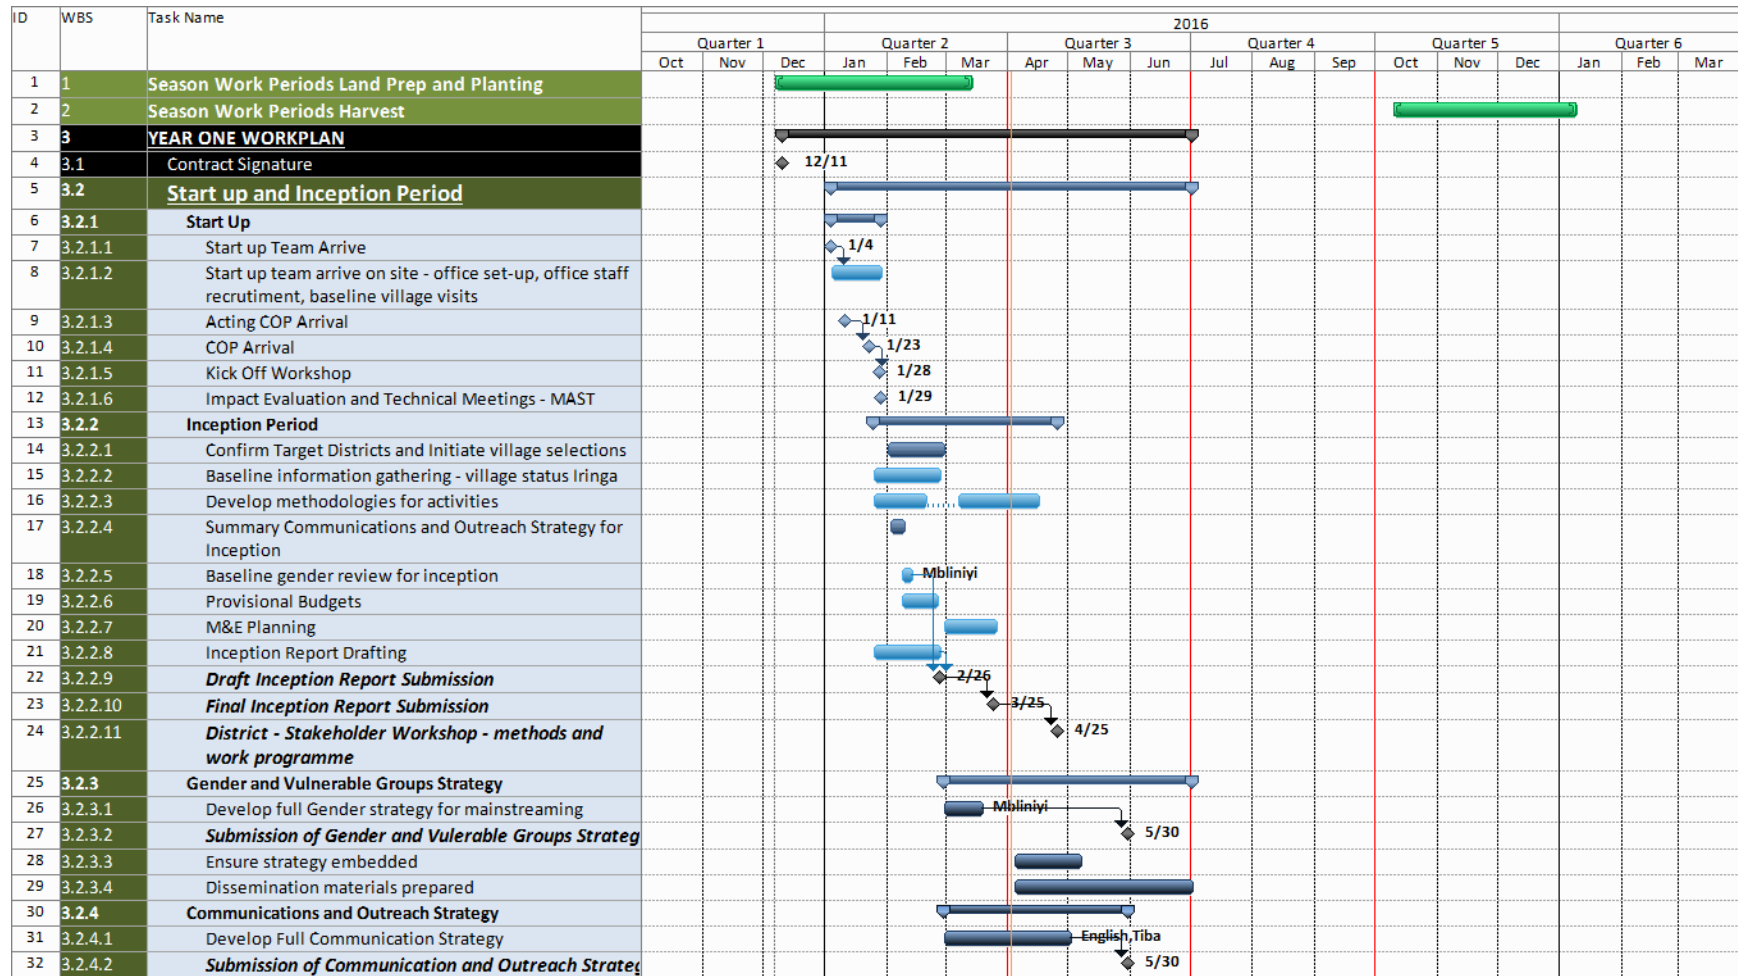 ID WBS Task Name
2016
Quarter 1 Quarter 2 Quarter 3 Quarter 4 Quarter 5 Quarter 6
Oct Nov Dec Jan Feb Mar Apr May Jun Jul Aug Sep Oct Nov Dec Jan Feb Mar
1 1 Season Work Periods Land Prep and Planting
2 2 Season Work Periods Harvest
3 3 YEAR ONE WORKPLAN
4 3.1 Contract Signature 12/11
5 3.2 Start up and Inception Period
6 3.2.1 Start Up
7 3.2.1.1 Start up Team Arrive 1/4
8 3.2.1.2 Start up team arrive on site - office set-up, office staff
recrutiment, baseline village visits
9 3.2.1.3 Acting COP Arrival 1/11
10 3.2.1.4 COP Arrival 1/23
11 3.2.1.5 Kick Off Workshop 1/28
12 3.2.1.6 Impact Evaluation and Technical Meetings - MAST 1/29
13 3.2.2 Inception Period
14 3.2.2.1 Confirm Target Districts and Initiate village selections
15 3.2.2.2 Baseline information gathering - village status Iringa
16 3.2.2.3 Develop methodologies for activities
17 3.2.2.4 Summary Communications and Outreach Strategy for
Inception
18 3.2.2.5 Baseline gender review for inception Mbliniyi
19 3.2.2.6 Provisional Budgets
20 3.2.2.7 M&E Planning
21 3.2.2.8 Inception Report Drafting
22 3.2.2.9 Draft Inception Report Submission 2/26
23 3.2.2.10 Final Inception Report Submission 3/25
24 3.2.2.11 District - Stakeholder Workshop - methods and 4/25
work programme
25 3.2.3 Gender and Vulnerable Groups Strategy
26 3.2.3.1 Develop full Gender strategy for mainstreaming Mbliniyi
27 3.2.3.2 Submission of Gender and Vulerable Groups Strateg 5/30
28 3.2.3.3 Ensure strategy embedded
29 3.2.3.4 Dissemination materials prepared
30 3.2.4 Communications and Outreach Strategy
31 3.2.4.1 Develop Full Communication Strategy English,Tiba
32 3.2.4.2 Submission of Communication and Outreach Strate 5/30